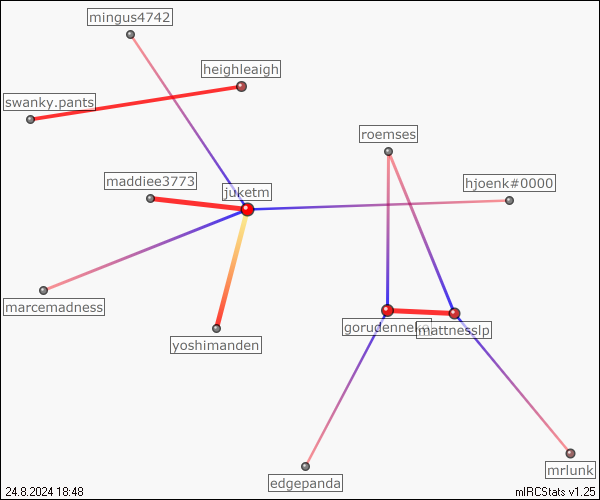 mingus4742
heighleaigh
swanky.pants
roemses
maddiee3773
hjoenk#0000
juketm
marcemadness
mattnesslp
yoshimanden
mrlunk
edgepanda
24.8.2024 18:48
mIRCStats v1.25